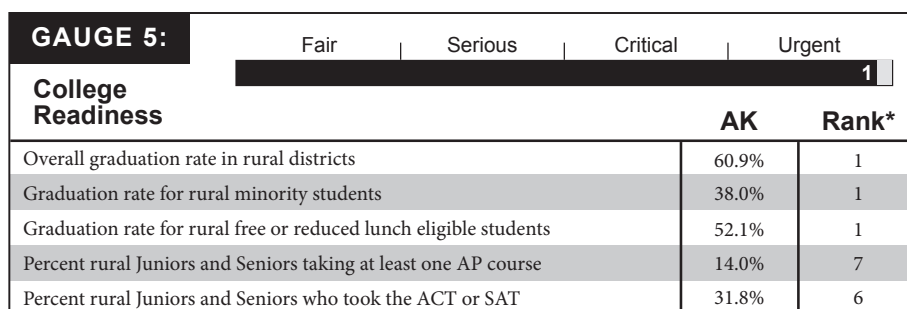 GAUGE 5:
Fair Serious Critical Urgent
1
College
Readiness
AK Rank*
Overall graduation rate in rural districts 60.9% 1
Graduation rate for rural minority students 38.0% 1
Graduation rate for rural free or reduced lunch eligible students 52.1% 1
Percent rural Juniors and Seniors taking at least one AP course 14.0% 7
Percent rural Juniors and Seniors who took the ACT or SAT 31.8% 6